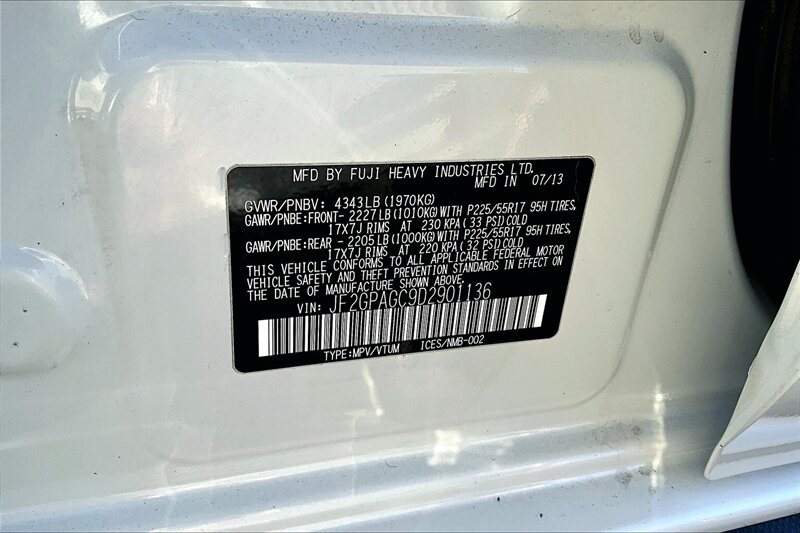 MFD BY FUJI HEAVY INDUSTRIES LTD.
MFD IN 07/13
GVWR/PNBV: 4343LB(1970KG)
GAWR/PNBE:FRONT- 2227LB(1010KG)WITH P225/55R17 95H TIRES,
17X7J RIMS AT 230 KPA(33 PSI)COLD
GAWR/PNBE:REAR - 2205LB(1000KG)WITH P225/55R17 95H TIRES,
17X7J RIMS AT 220 KPA(32 PSI)COLD
THIS VEHICLE CONFORMS TO ALL APPLICABLE FEDERAL MOTOR
VEHICLE SAFETY AND THEFT PREVENTION STANDARDS IN EFFECT ON
THE DATE OF MANUFACTURE SHOWN ABOVE.
VIN: JF2GPAGC9D2901136
TYPE:MPV/VTUM ICES/NMB-002